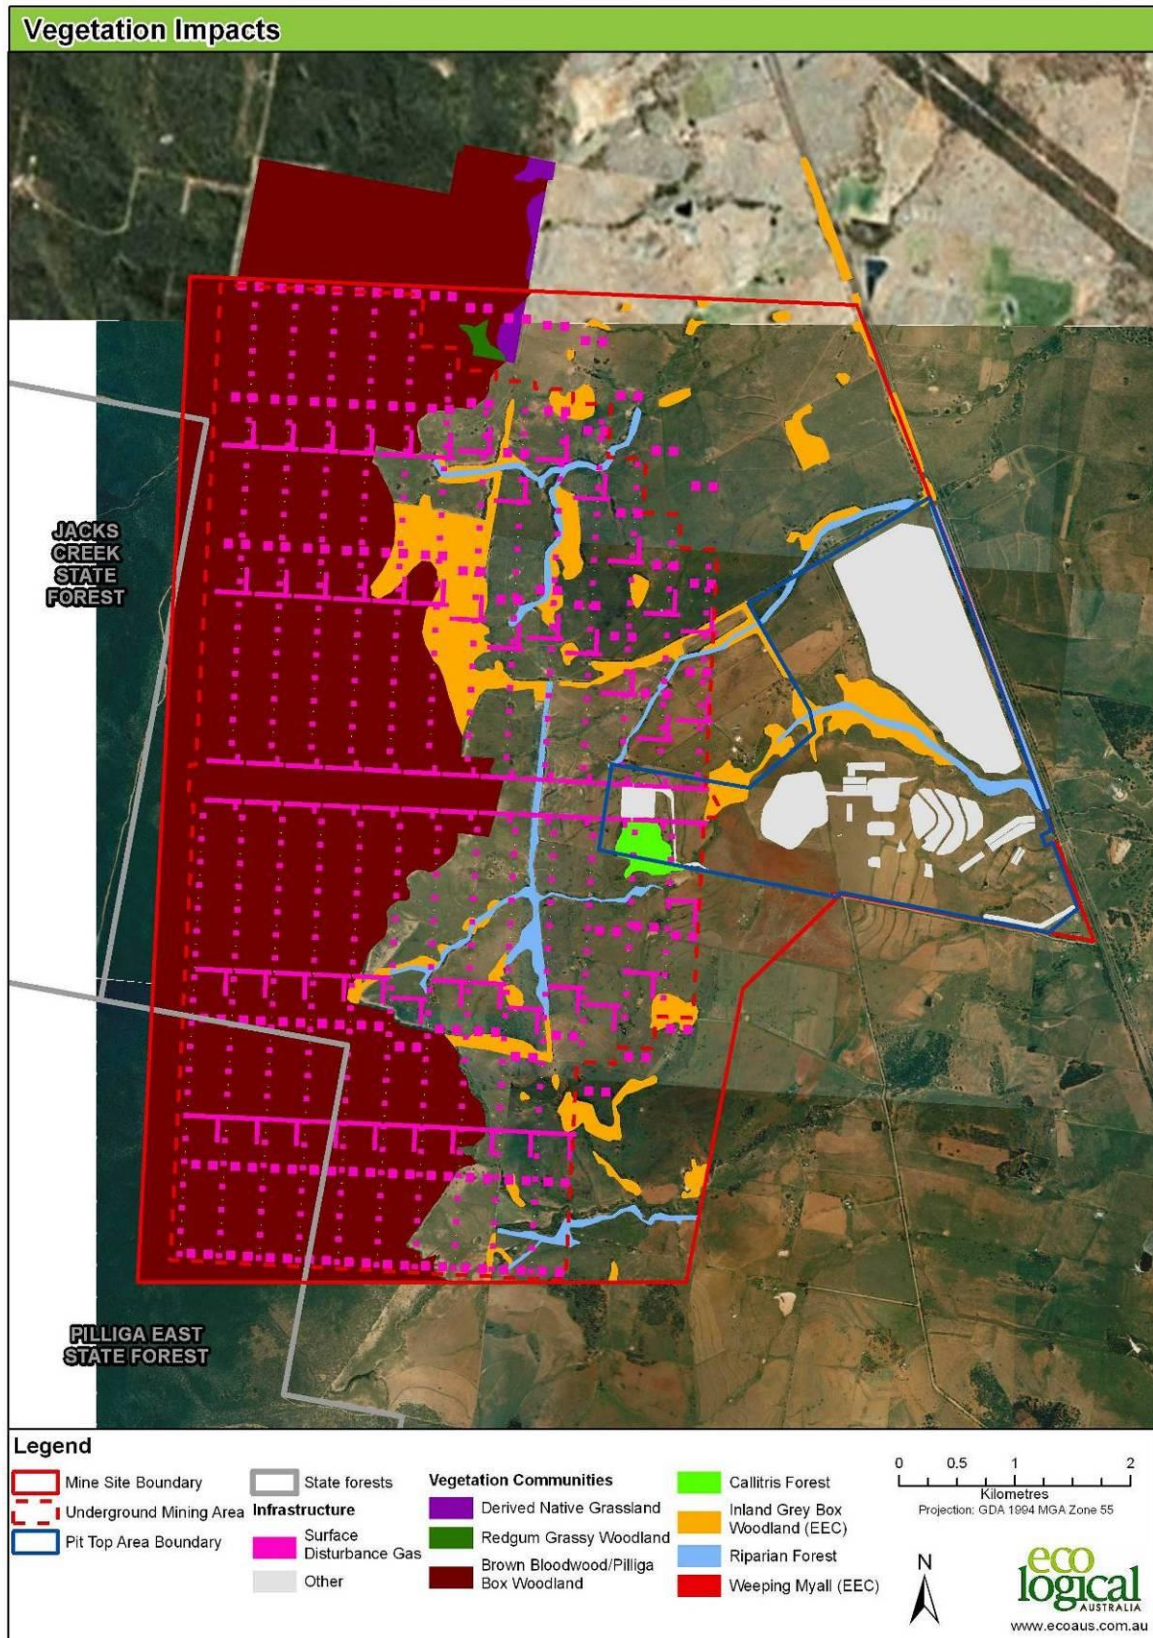 Vegetation Impacts
JACKS
CREEK
STATE
FOREST
PILLIGA EAST
STATE FOREST
Legend
Mine Site Boundary
Underground Mining Area
Pit Top Area Boundary
State forests
Infrastructure
Surface
Disturbance Gas
Other
Vegetation Communities
Derived Native Grassland
Redgum Grassy Woodland
Brown Bloodwood/Pilliga
Box Woodland
Callitris Forest
Inland Grey Box
Woodland (EEC)
Riparian Forest
Weeping Myall (EEC)
0 0.5 1 2
Kilometres
Projection: GDA 1994 MGA Zone 55
N
eco
logical
AUSTRALIA
www.ecoaus.com.au